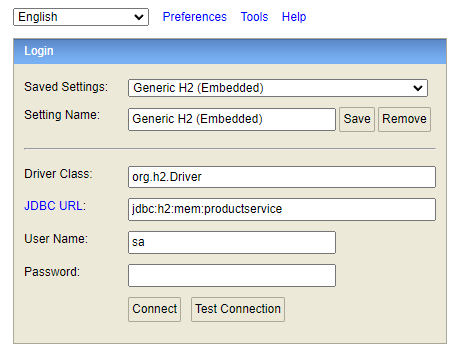 English Preferences Tools Help
Login
Saved Settings: Generic H2 (Embedded)
Setting Name: Generic H2 (Embedded) Save Remove
Driver Class: org.h2.Driver
JDBC URL: jdbc:h2:mem:productservice
User Name: sa
Password:
Connect Test Connection